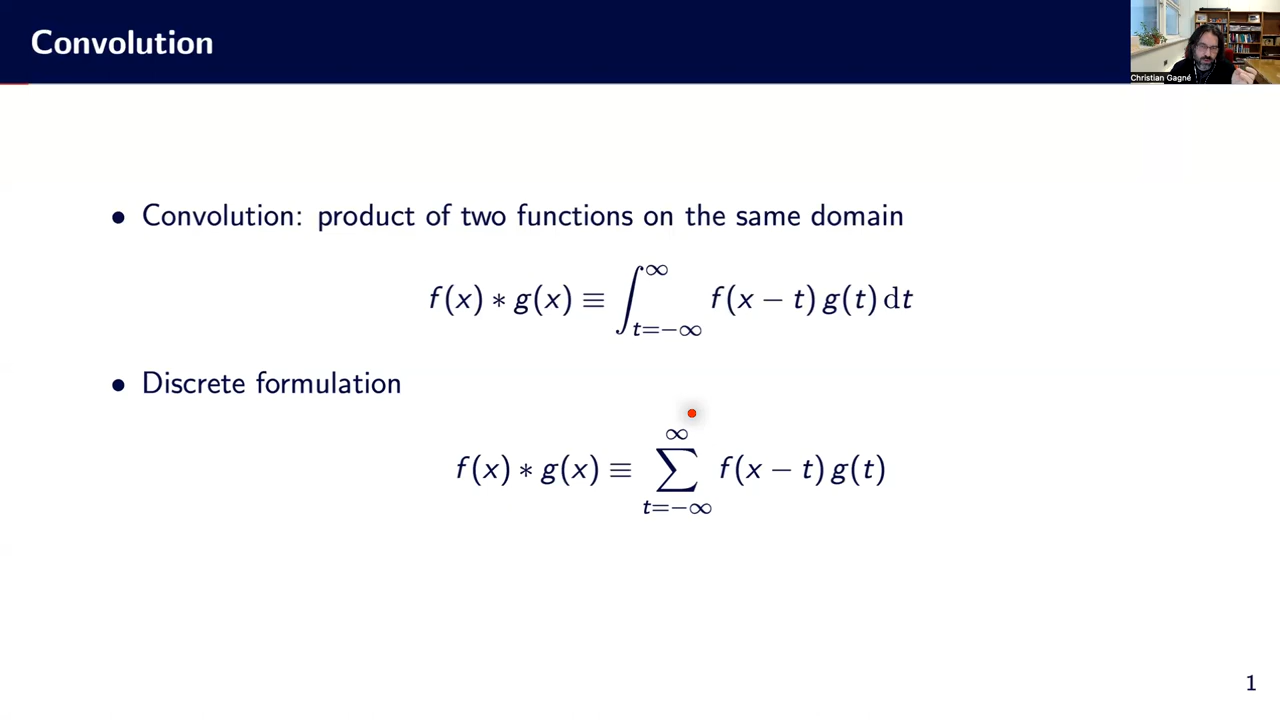 Convolution
Christian Gagné
• Convolution: product of two functions on the same domain
f(x) ∗ g(x) ≡ ∫_{t=−∞}^{∞} f(x − t) g(t) dt
• Discrete formulation
f(x) ∗ g(x) ≡ ∑_{t=−∞}^{∞} f(x − t) g(t)
1